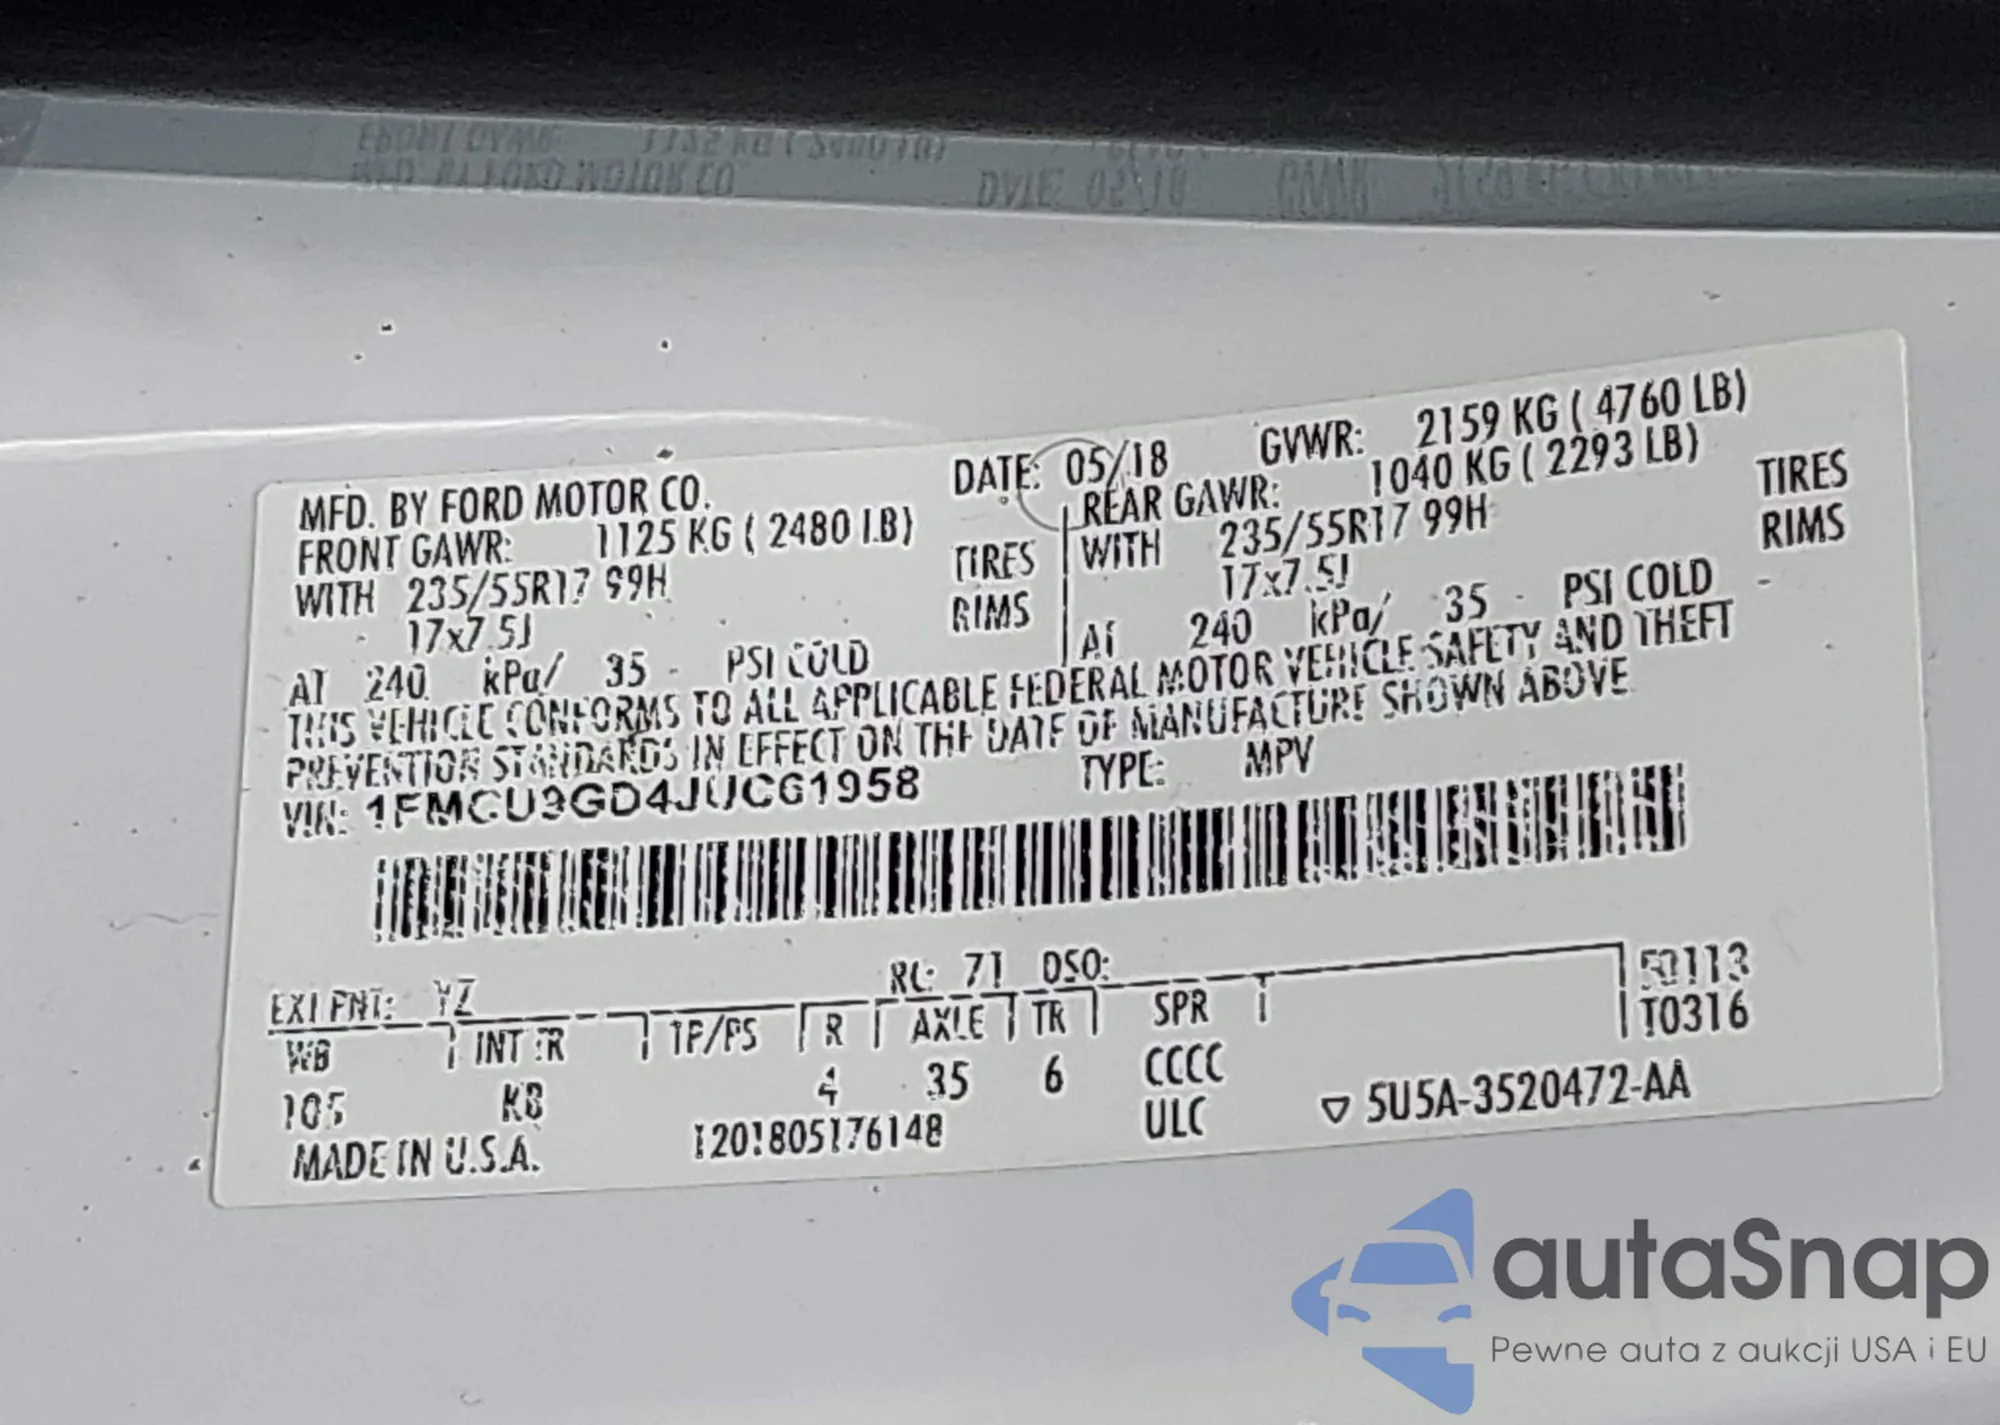 MFD. BY FORD MOTOR CO. DATE: 05/18 GVWR: 2159 KG ( 4760 LB)
FRONT GAWR: 1125 KG ( 2480 LB) REAR GAWR: 1040 KG ( 2293 LB)
WITH 235/55R17 99H TIRES WITH 235/55R17 99H TIRES
17x7.5J RIMS 17x7.5J RIMS
AT 240 kPa/ 35 PSI COLD AT 240 kPa/ 35 PSI COLD
THIS VEHICLE CONFORMS TO ALL APPLICABLE FEDERAL MOTOR VEHICLE SAFETY AND THEFT
PREVENTION STANDARDS IN EFFECT ON THE DATE OF MANUFACTURE SHOWN ABOVE
VIN: 1FMCU9GD4JUC61958 TYPE: MPV
EXT PNT: YZ RC: 71 DSO: 50113
WB INT TR TP/PS R AXLE TR SPR T0316
105 KB 4 35 6 CCCC
MADE IN U.S.A. 1201805176148 ULC ▽ 5U5A-3520472-AA
autaSnap
Pewne auta z aukcji USA i EU